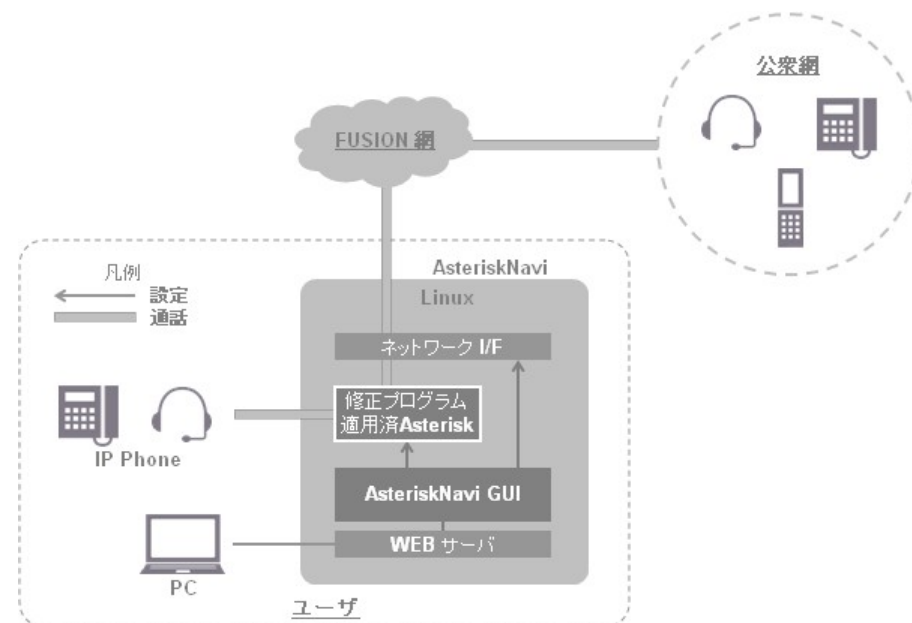 公衆網
FUSION 網
AsteriskNavi
凡例
設定
通話
Linux
ネットワーク I/F
修正プログラム
適用済Asterisk
IP Phone
AsteriskNavi GUI
WEB サーバ
PC
ユーザ